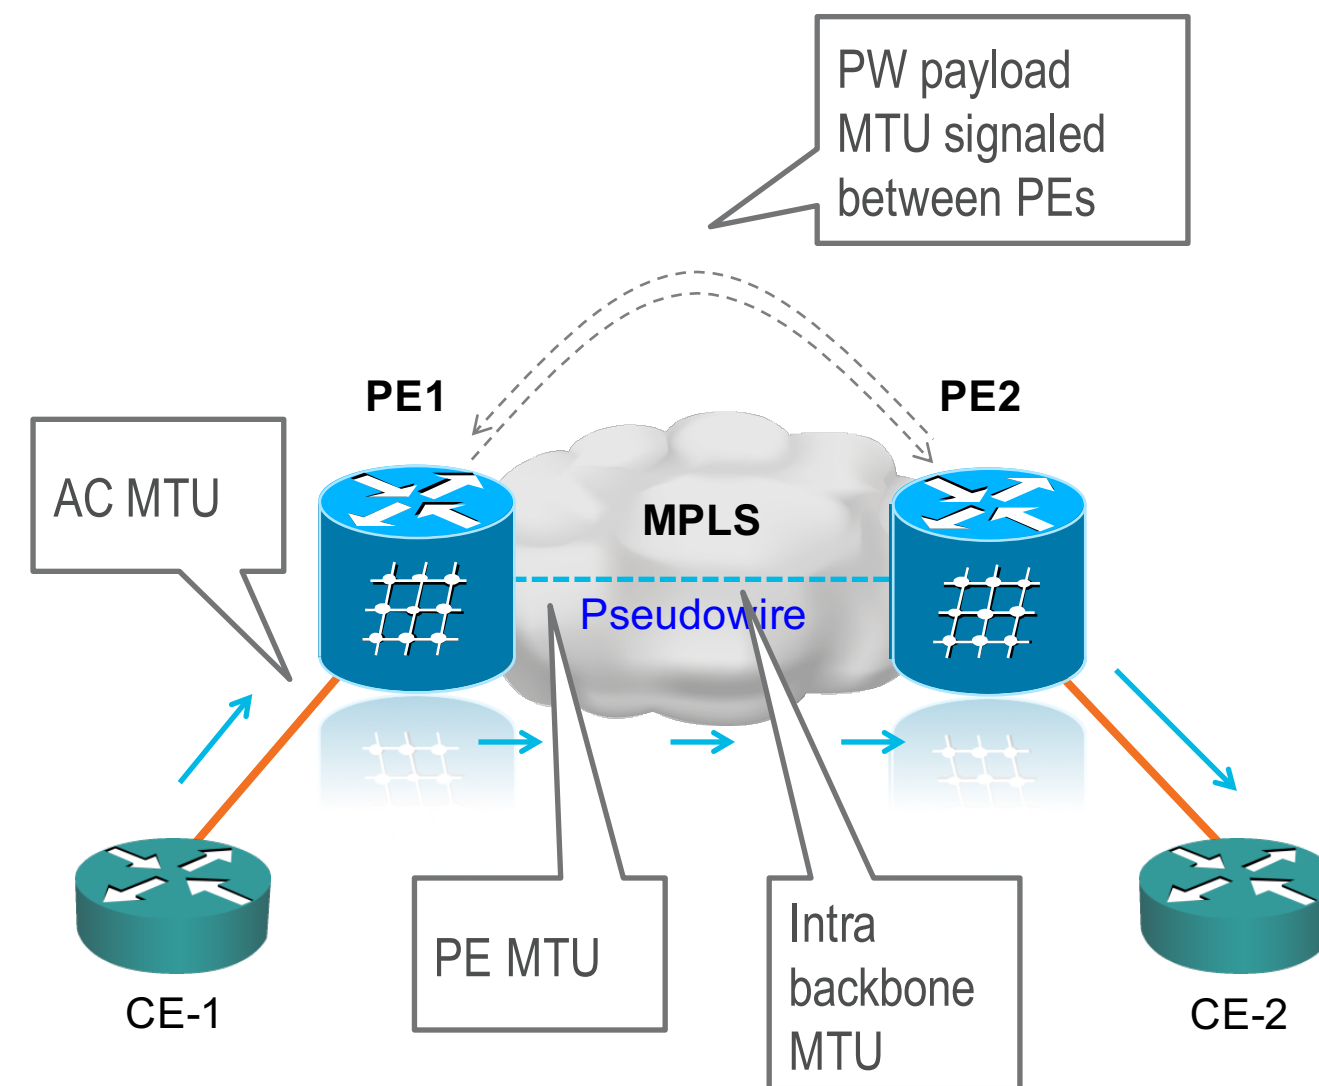 PW payload
MTU signaled
between PEs
PE1
PE2
AC MTU
MPLS
Pseudowire
PE MTU
Intra
backbone
MTU
CE-1
CE-2